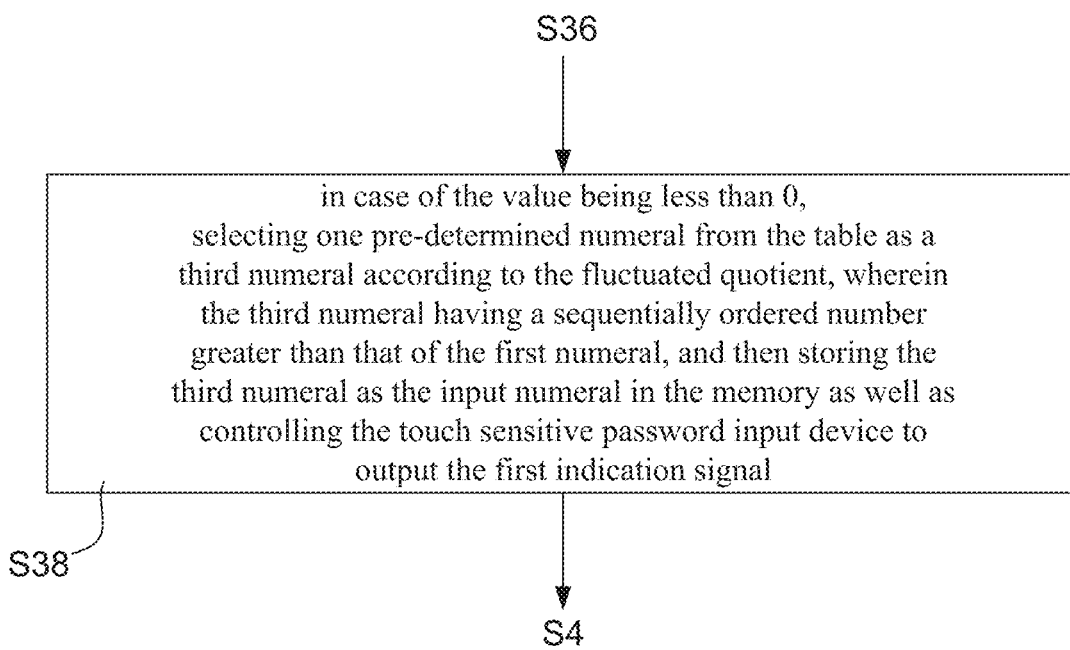 S36
in case of the value being less than 0,
selecting one pre-determined numeral from the table as a
third numeral according to the fluctuated quotient, wherein
the third numeral having a sequentially ordered number
greater than that of the first numeral, and then storing the
third numeral as the input numeral in the memory as well as
controlling the touch sensitive password input device to
output the first indication signal
S38
S4